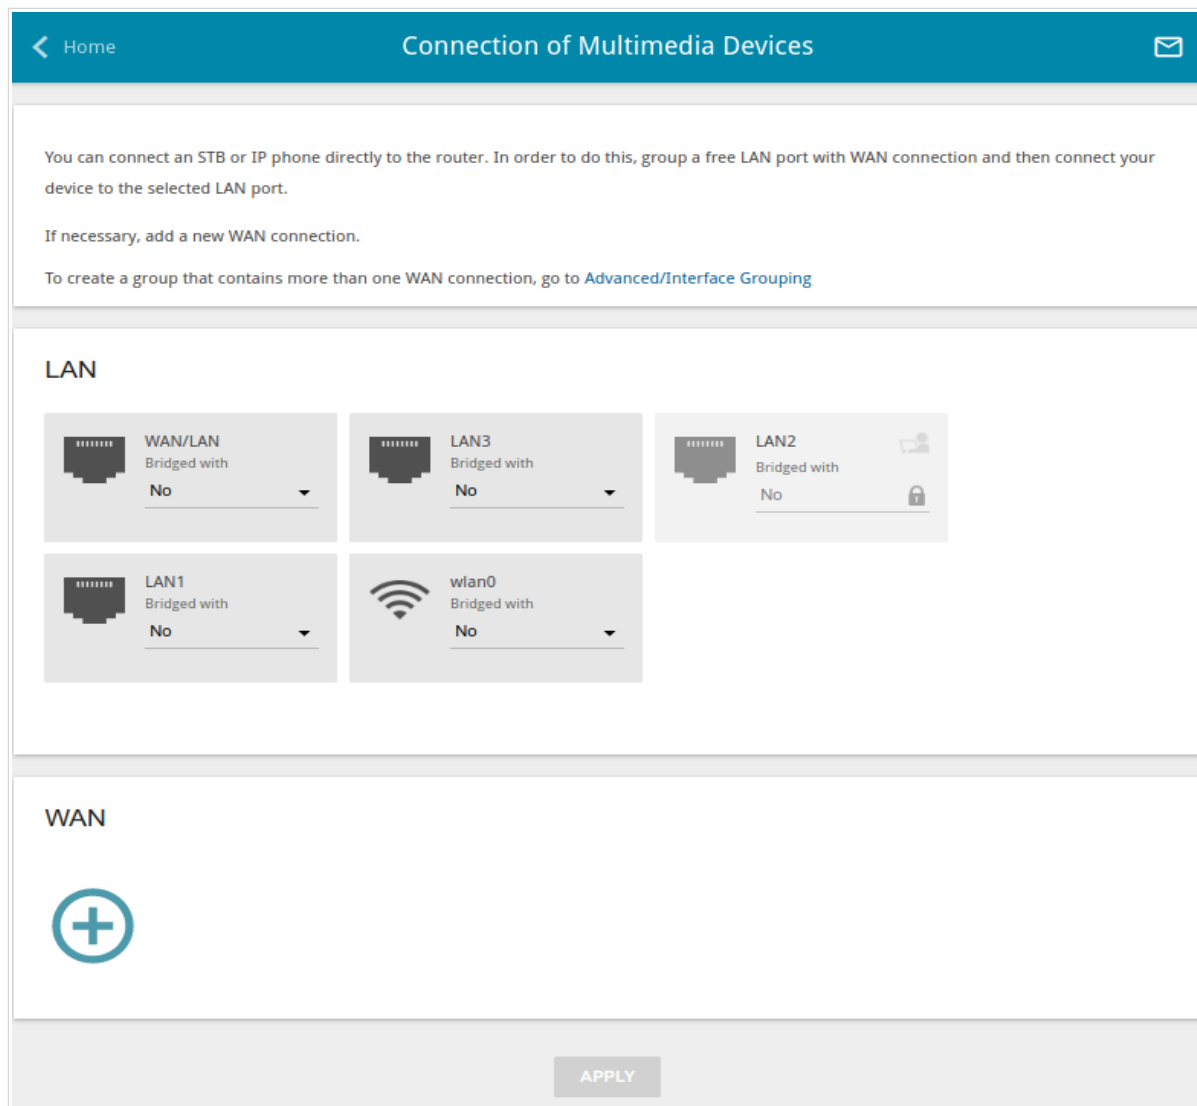 Home
Connection of Multimedia Devices
You can connect an STB or IP phone directly to the router. In order to do this, group a free LAN port with WAN connection and then connect your
device to the selected LAN port.
If necessary, add a new WAN connection.
To create a group that contains more than one WAN connection, go to Advanced/Interface Grouping
LAN
WAN/LAN
Bridged with
No
LAN3
Bridged with
No
LAN2
Bridged with
No
LAN1
Bridged with
No
wlan0
Bridged with
No
WAN
APPLY